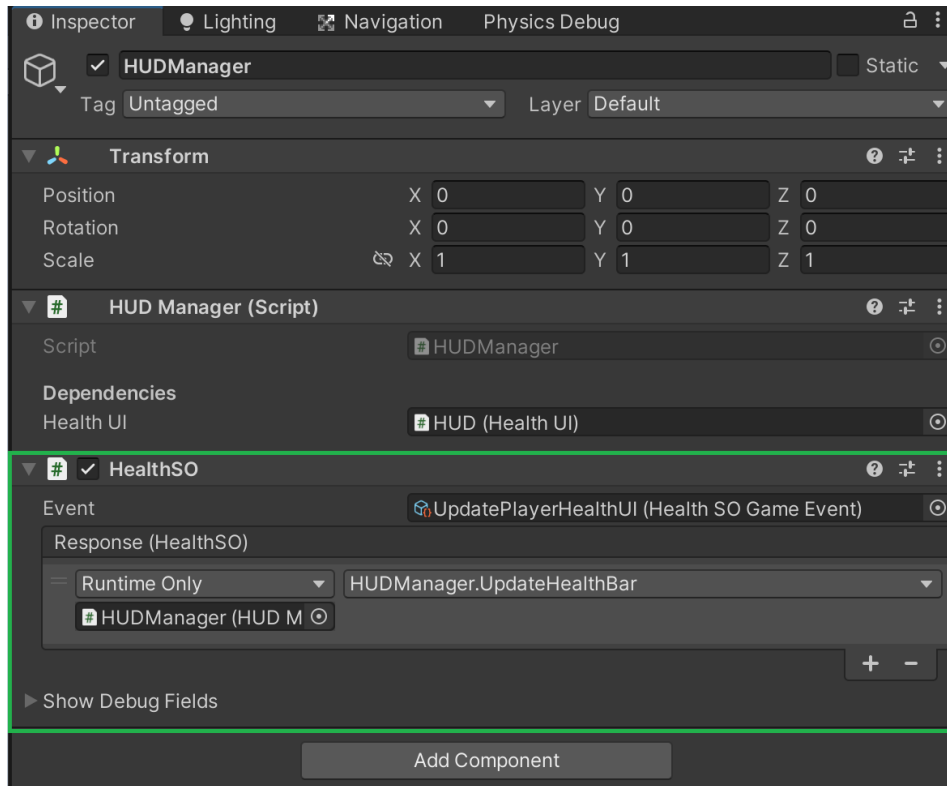 Inspector Lighting Navigation Physics Debug
HUDManager Static
Tag Untagged Layer Default
Transform
Position X 0 Y 0 Z 0
Rotation X 0 Y 0 Z 0
Scale X 1 Y 1 Z 1
# HUD Manager (Script)
Script # HUDManager
Dependencies
Health UI # HUD (Health UI)
# HealthSO
Event UpdatePlayerHealthUI (Health SO Game Event)
Response (HealthSO)
Runtime Only HUDManager.UpdateHealthBar
# HUDManager (HUD M
+ −
Show Debug Fields
Add Component